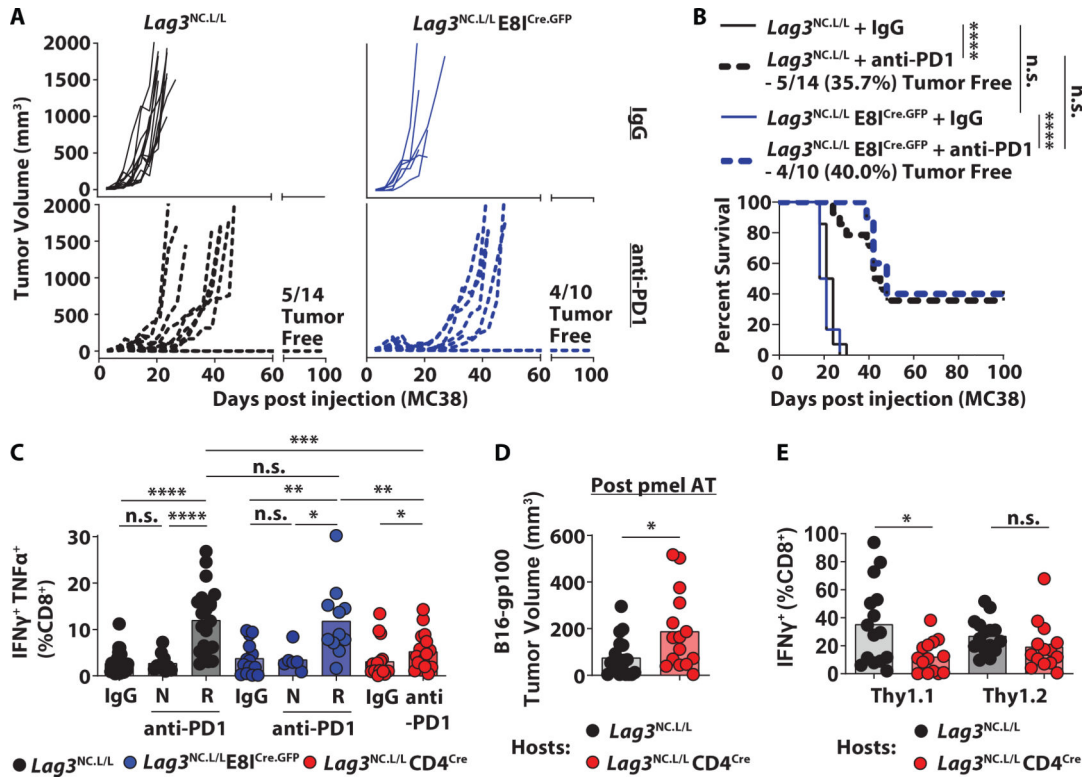 A
Lag3NC.L/L
Lag3NC.L/L E8ICre.GFP
Tumor Volume (mm3)
2000
1500
1000
500
0
IgG
2000
1500
1000
500
0
anti-PD1
5/14
Tumor
Free
4/10
Tumor
Free
0 20 40 60 100
0 20 40 60 100
Days post injection (MC38)
B
Lag3NC.L/L + IgG
Lag3NC.L/L + anti-PD1
- 5/14 (35.7%) Tumor Free
Lag3NC.L/L E8ICre.GFP + IgG
Lag3NC.L/L E8ICre.GFP + anti-PD1
- 4/10 (40.0%) Tumor Free
****
n.s.
****
n.s.
Percent Survival
100
80
60
40
20
0
0 20 40 60 80 100
Days post injection (MC38)
C
***
n.s.
**** ** **
n.s. **** n.s. * *
IFNγ+ TNFα+
(%CD8+)
30
20
10
0
IgG N R IgG N R IgG anti
-PD1
anti-PD1 anti-PD1
Lag3NC.L/L Lag3NC.L/LE8ICre.GFP Lag3NC.L/L CD4Cre
D
Post pmel AT
*
B16-gp100
Tumor Volume (mm3)
600
400
200
0
Hosts:
Lag3NC.L/L
Lag3NC.L/L CD4Cre
E
* n.s.
IFNγ+ (%CD8+)
100
80
60
40
20
0
Thy1.1 Thy1.2
Hosts:
Lag3NC.L/L
Lag3NC.L/L CD4Cre